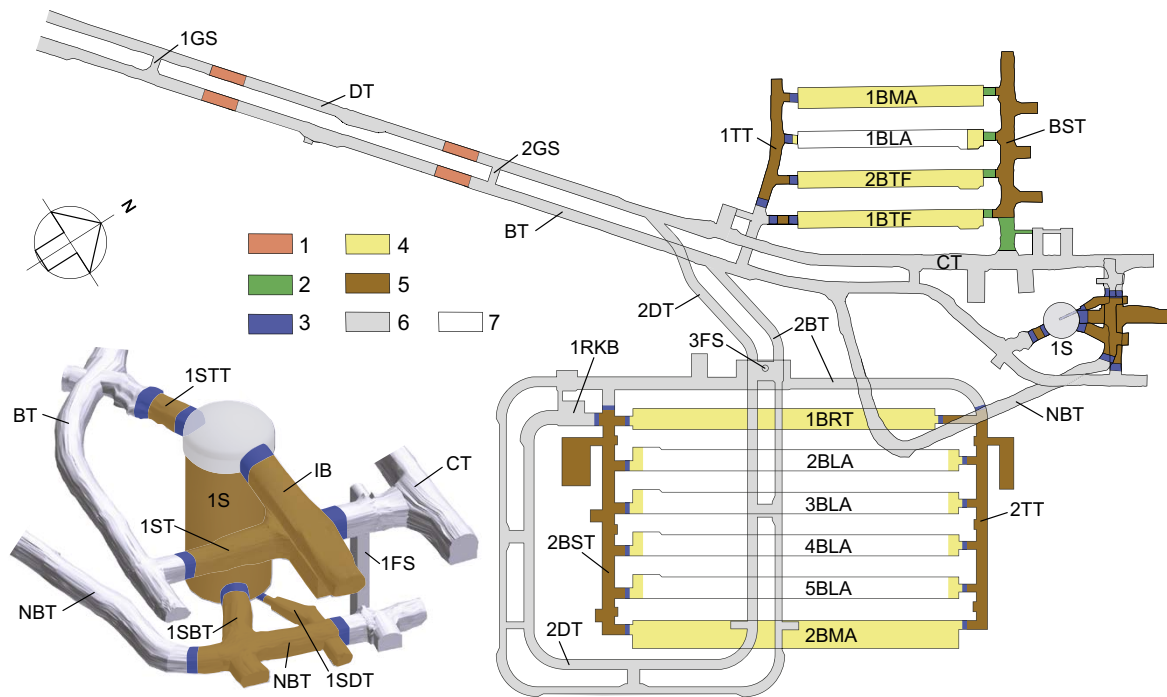 1GS
DT
1BMA
1BLA
2BTF
1BTF
1TT
BST
2GS
BT
N
CT
1
4
2
5
3
6
7
2DT
2BT
3FS
1RKB
1S
NBT
1BRT
2BLA
3BLA
4BLA
5BLA
2BMA
2TT
2BST
2DT
1STT
BT
IB
CT
1S
1ST
1FS
NBT
1SBT
NBT
1SDT